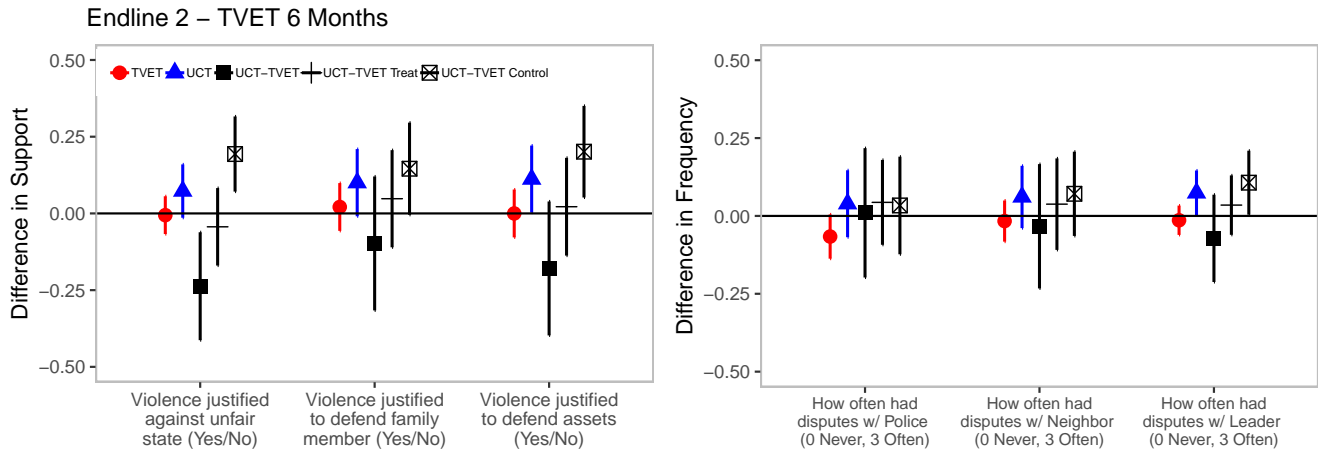 Endline 2 − TVET 6 Months
Difference in Support
0.50
0.25
0.00
−0.25
−0.50
TVET UCT UCT−TVET UCT−TVET Treat UCT−TVET Control
Violence justified
against unfair
state (Yes/No)
Violence justified
to defend family
member (Yes/No)
Violence justified
to defend assets
(Yes/No)
Difference in Frequency
0.50
0.25
0.00
−0.25
−0.50
How often had
disputes w/ Police
(0 Never, 3 Often)
How often had
disputes w/ Neighbor
(0 Never, 3 Often)
How often had
disputes w/ Leader
(0 Never, 3 Often)